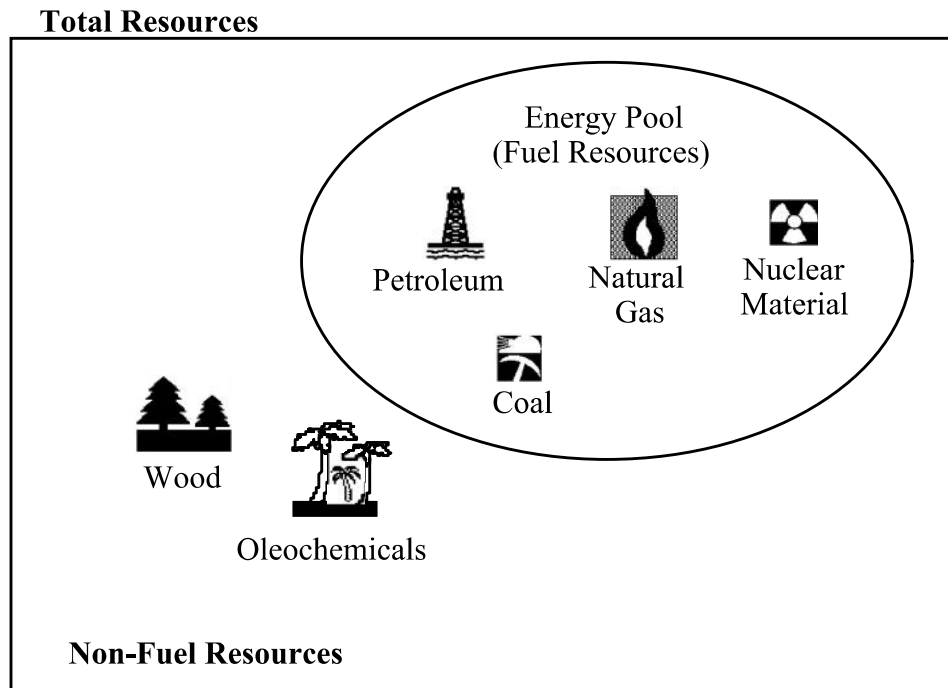 Total Resources
Energy Pool
(Fuel Resources)
Petroleum
Natural
Gas
Nuclear
Material
Coal
Wood
Oleochemicals
Non-Fuel Resources